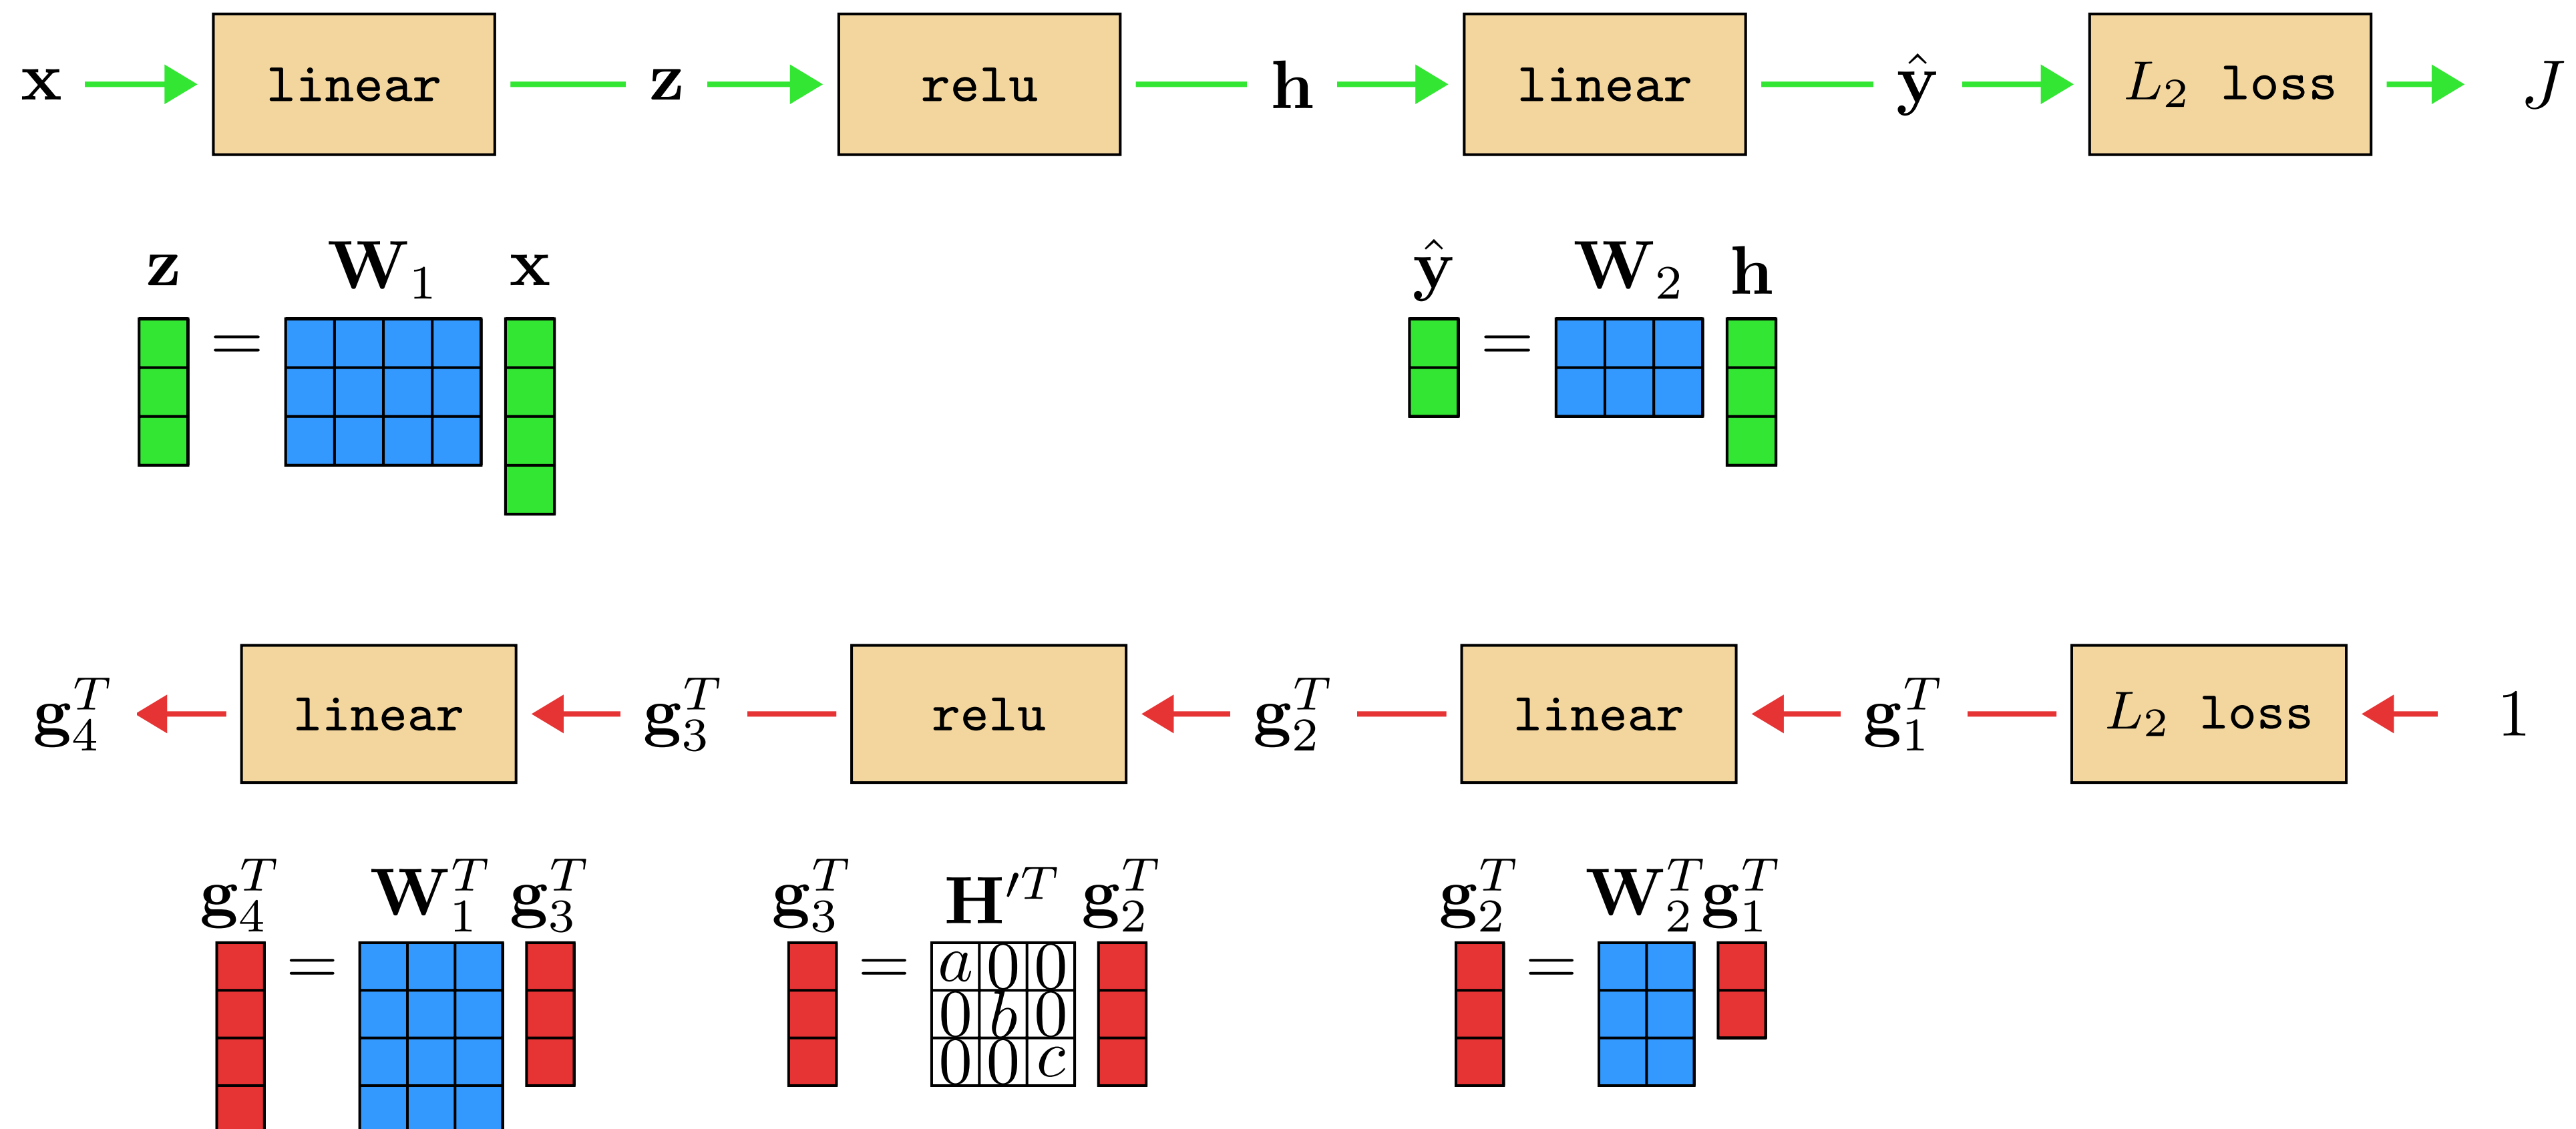 x linear z relu h linear ŷ L₂ loss J
z = W₁ x
ŷ = W₂ h
g₄ᵀ linear g₃ᵀ relu g₂ᵀ linear g₁ᵀ L₂ loss 1
g₄ᵀ = W₁ᵀ g₃ᵀ
g₃ᵀ = H′ᵀ g₂ᵀ
a 0 0
0 b 0
0 0 c
g₂ᵀ = W₂ᵀ g₁ᵀ